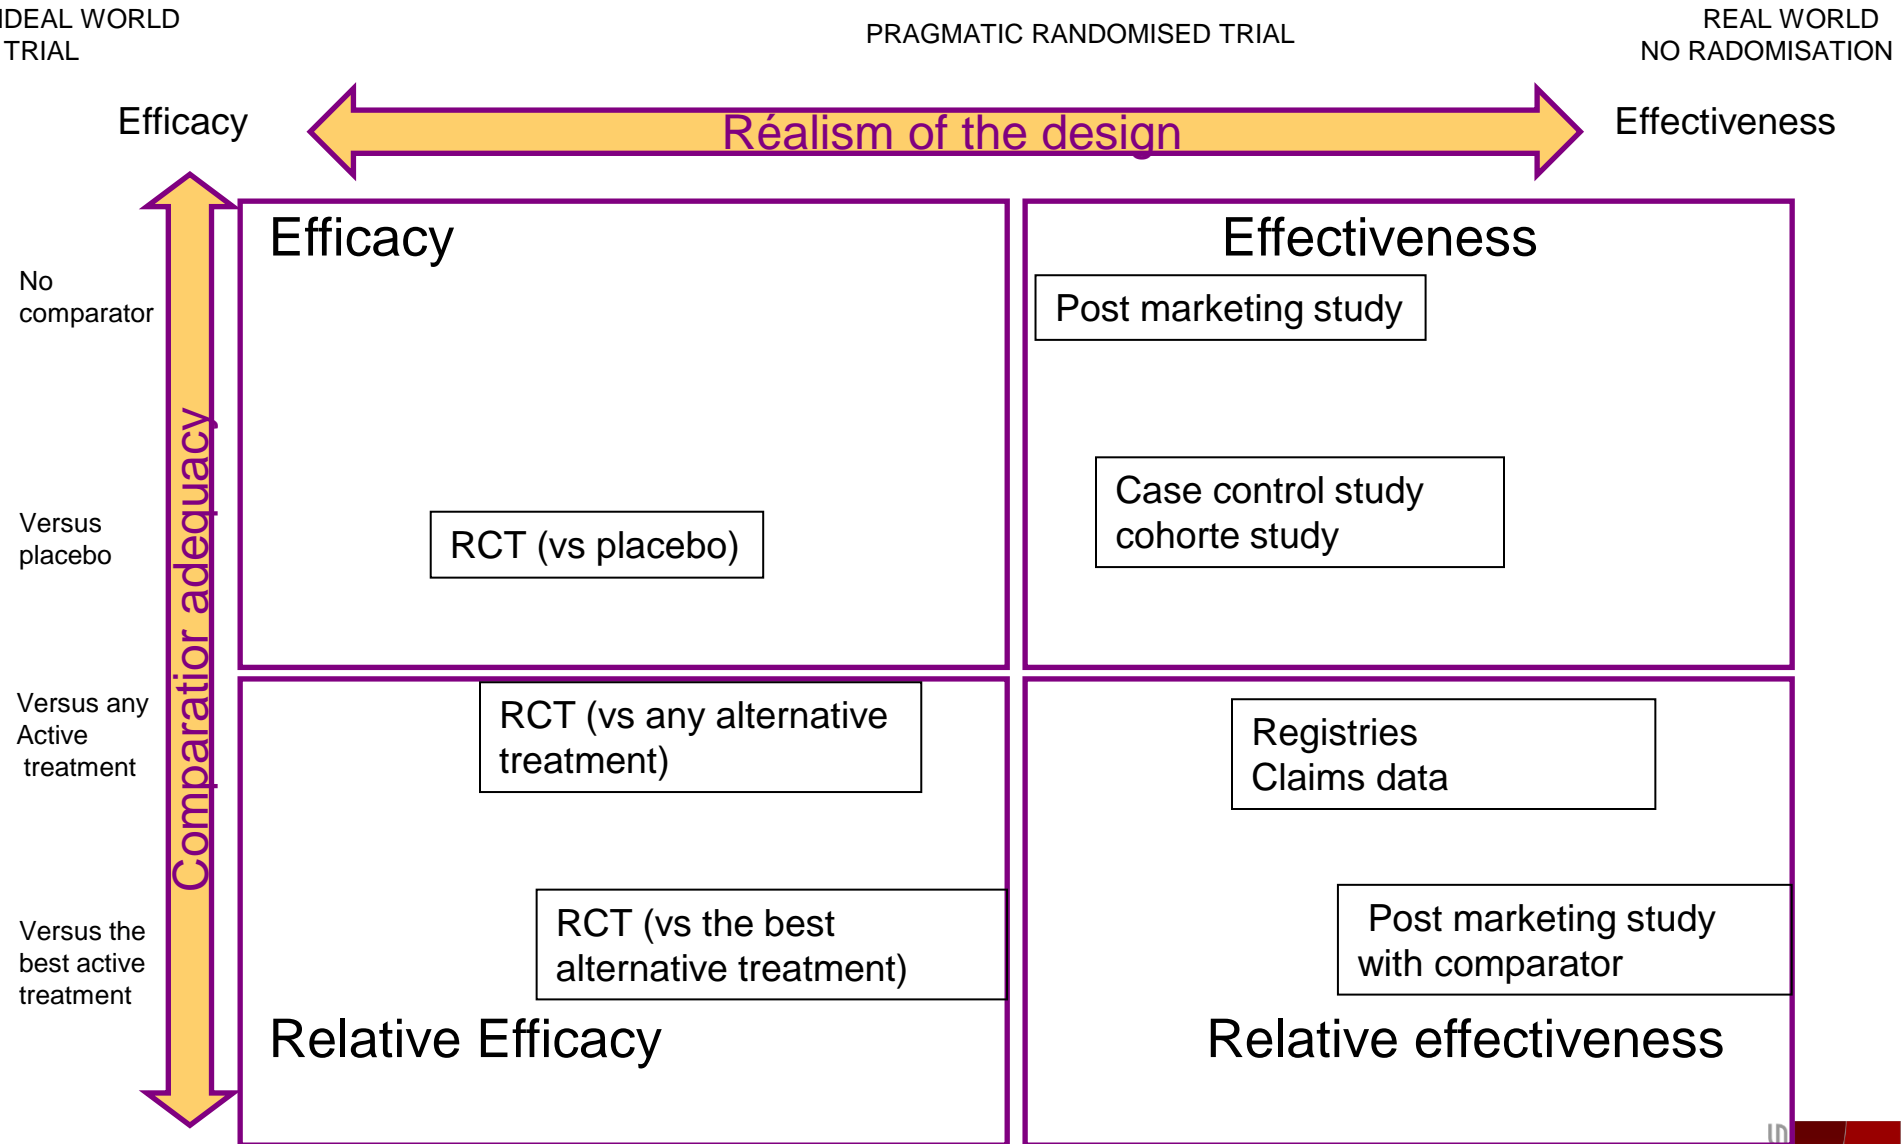 IDEAL WORLD
TRIAL
PRAGMATIC RANDOMISED TRIAL
REAL WORLD
NO RADOMISATION
Efficacy
Réalism of the design
Effectiveness
Comparatior adequacy
No
comparator
Versus
placebo
Versus any
Active
treatment
Versus the
best active
treatment
Efficacy
RCT (vs placebo)
Effectiveness
Post marketing study
Case control study
cohorte study
RCT (vs any alternative
treatment)
RCT (vs the best
alternative treatment)
Relative Efficacy
Registries
Claims data
Post marketing study
with comparator
Relative effectiveness